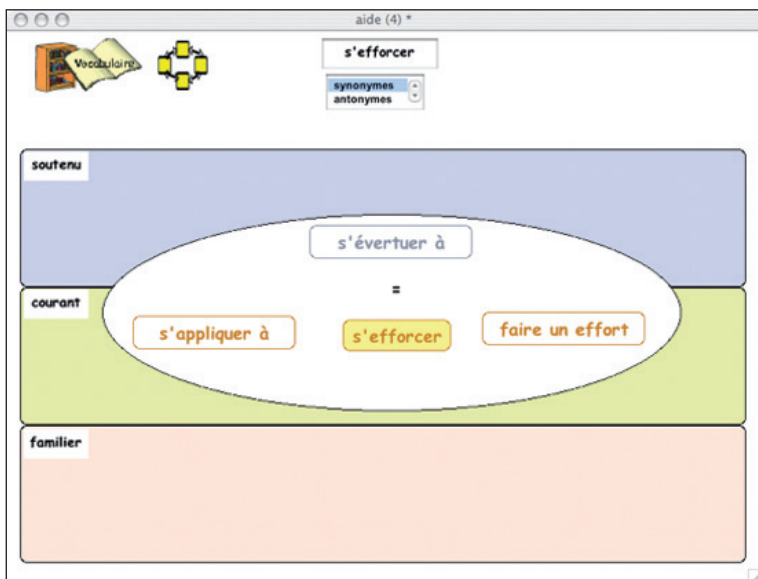 aide (4) *
Vocabulaire
s'efforcer
synonymes
antonymes
soutenu
s'évertuer à
=
courant
s'appliquer à
s'efforcer
faire un effort
familier